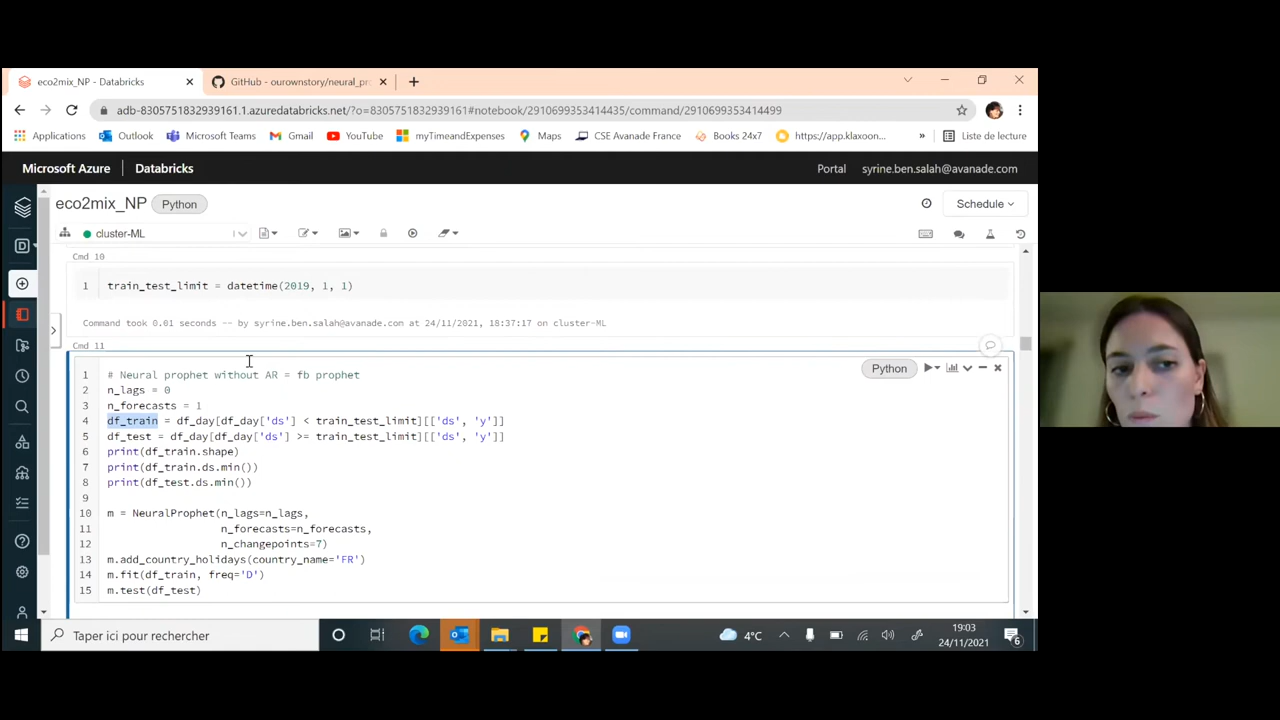 eco2mix_NP - Databricks
GitHub - ourownstory/neural_pr
adb-8305751832939161.1.azuredatabricks.net/?o=8305751832939161#notebook/2910699353414435/command/2910699353414499
Applications Outlook Microsoft Teams Gmail YouTube myTimeandExpenses Maps CSE Avanade France Books 24x7 https://app.klaxoon... » Liste de lecture
Microsoft Azure Databricks Portal syrine.ben.salah@avanade.com
eco2mix_NP Python Schedule
cluster-ML
Cmd 10
1 train_test_limit = datetime(2019, 1, 1)
Command took 0.01 seconds -- by syrine.ben.salah@avanade.com at 24/11/2021, 18:37:17 on cluster-ML
Cmd 11
Python
1 # Neural prophet without AR = fb prophet
2 n_lags = 0
3 n_forecasts = 1
4 df_train = df_day[df_day['ds'] < train_test_limit][['ds', 'y']]
5 df_test = df_day[df_day['ds'] >= train_test_limit][['ds', 'y']]
6 print(df_train.shape)
7 print(df_train.ds.min())
8 print(df_test.ds.min())
9
10 m = NeuralProphet(n_lags=n_lags,
11 n_forecasts=n_forecasts,
12 n_changepoints=7)
13 m.add_country_holidays(country_name='FR')
14 m.fit(df_train, freq='D')
15 m.test(df_test)
Taper ici pour rechercher
4°C
19:03
24/11/2021
6